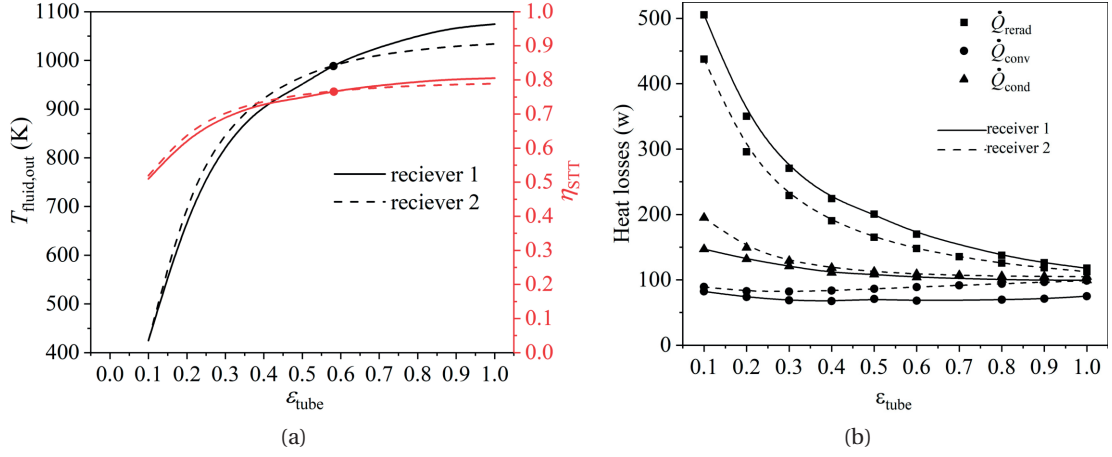 1100
1000
900
800
700
600
500
400
T_fluid,out (K)
1.0
0.9
0.8
0.7
0.6
0.5
0.4
0.3
0.2
0.1
0.0
η_STT
reciever 1
reciever 2
0.0 0.1 0.2 0.3 0.4 0.5 0.6 0.7 0.8 0.9 1.0
ε_tube
(a)
500
400
300
200
100
0
Heat losses (w)
Q̇_rerad
Q̇_conv
Q̇_cond
receiver 1
receiver 2
0.1 0.2 0.3 0.4 0.5 0.6 0.7 0.8 0.9 1.0
ε_tube
(b)